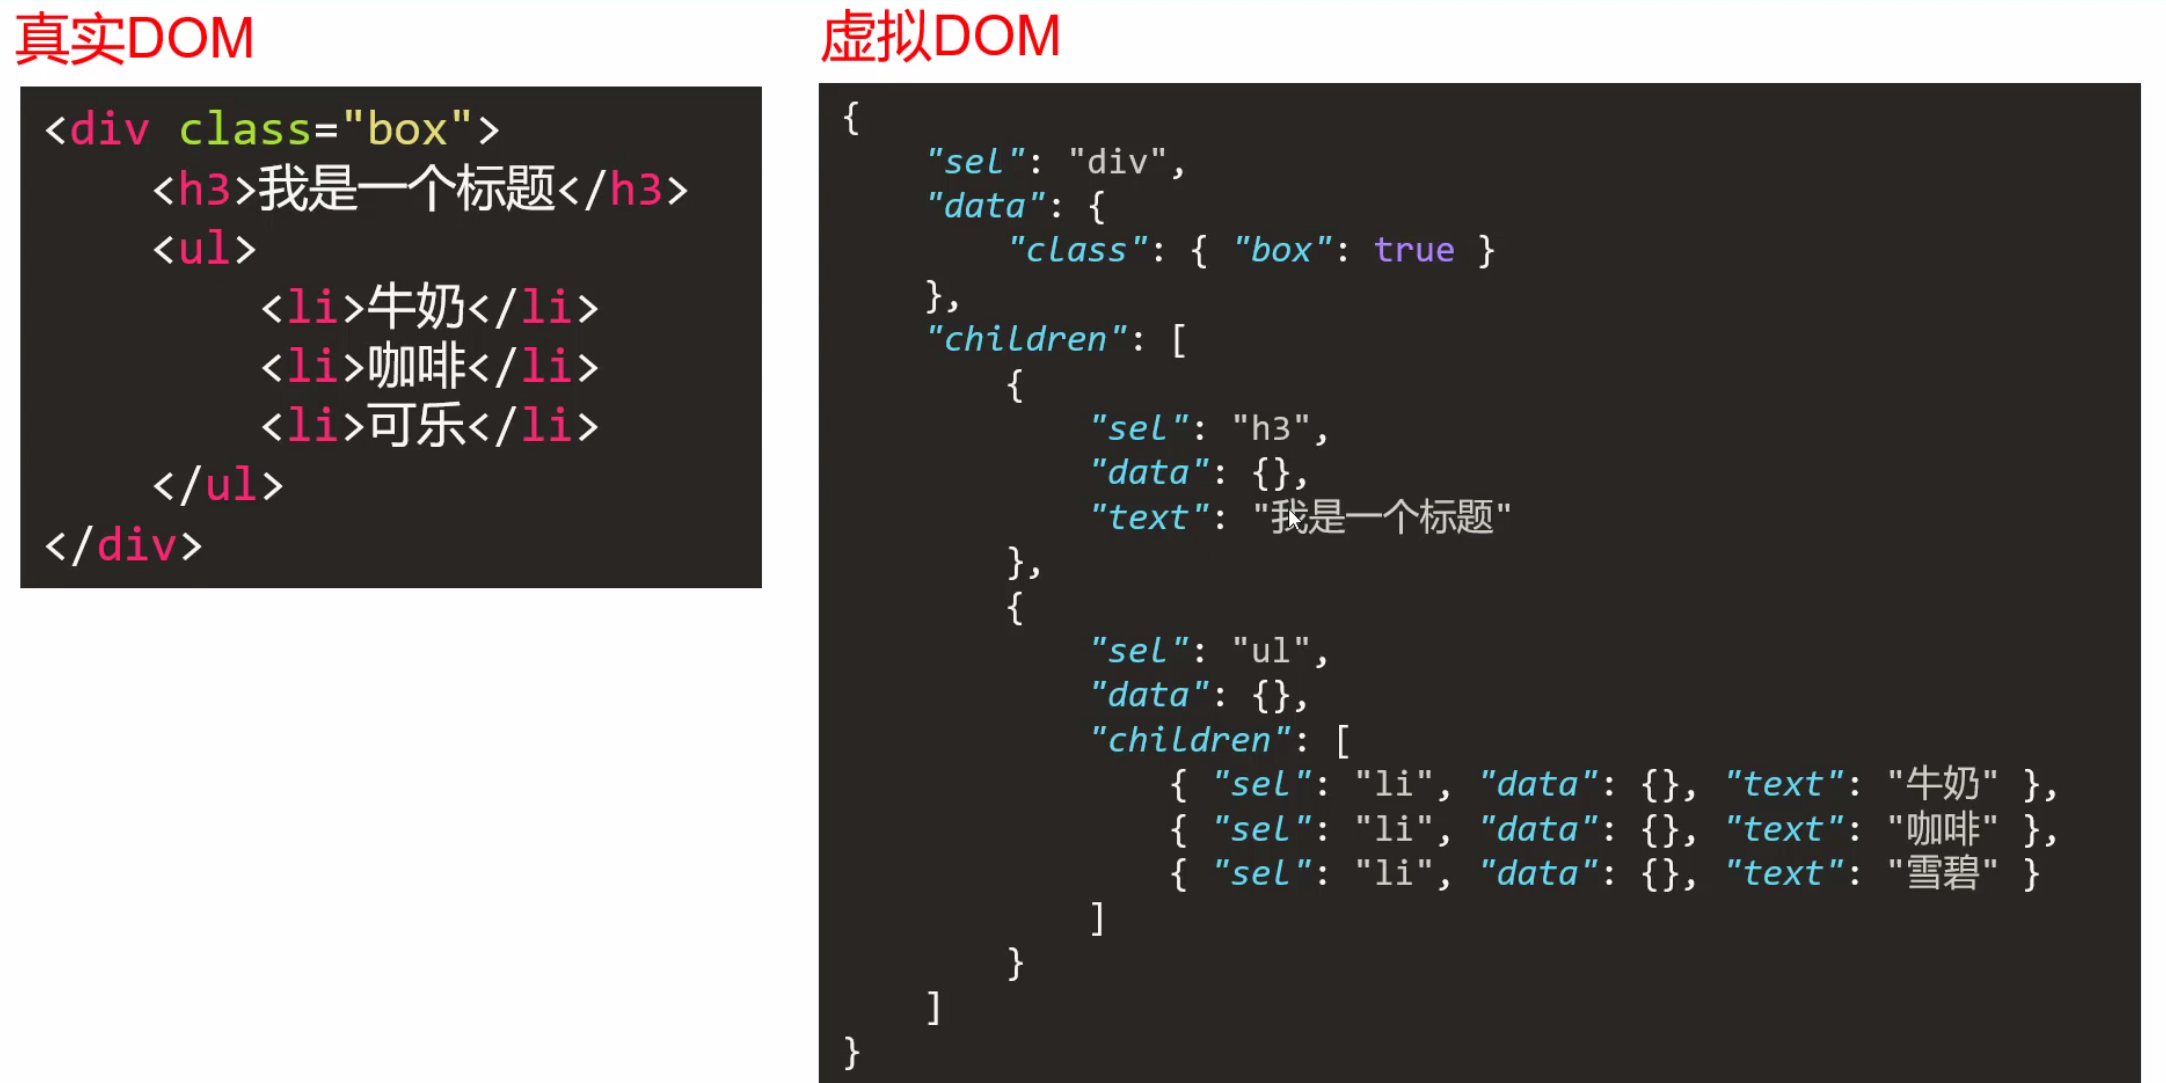 真实DOM
<div class="box">
    <h3>我是一个标题</h3>
    <ul>
        <li>牛奶</li>
        <li>咖啡</li>
        <li>可乐</li>
    </ul>
</div>
虚拟DOM
{
    "sel": "div",
    "data": {
        "class": { "box": true }
    },
    "children": [
        {
            "sel": "h3",
            "data": {},
            "text": "我是一个标题"
        },
        {
            "sel": "ul",
            "data": {},
            "children": [
                { "sel": "li", "data": {}, "text": "牛奶" },
                { "sel": "li", "data": {}, "text": "咖啡" },
                { "sel": "li", "data": {}, "text": "雪碧" }
            ]
        }
    ]
}